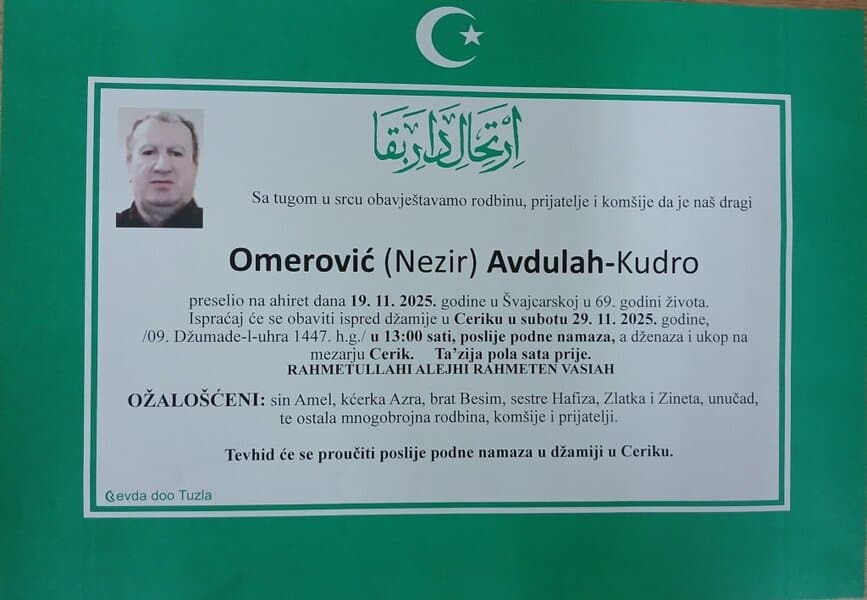 اِرْتِحَالِ دَارِ بَقَا
Sa tugom u srcu obavještavamo rodbinu, prijatelje i komšije da je naš dragi
Omerović (Nezir) Avdulah-Kudro
preselio na ahiret dana 19. 11. 2025. godine u Švajcarskoj u 69. godini života.
Ispraćaj će se obaviti ispred džamije u Ceriku u subotu 29. 11. 2025. godine,
/09. Džumade-l-uhra 1447. h.g./ u 13:00 sati, poslije podne namaza, a dženaza i ukop na
mezarju Cerik. Ta'zija pola sata prije.
RAHMETULLAHI ALEJHI RAHMETEN VASIAH
OŽALOŠĆENI: sin Amel, kćerka Azra, brat Besim, sestre Hafiza, Zlatka i Zineta, unučad,
te ostala mnogobrojna rodbina, komšije i prijatelji.
Tevhid će se proučiti poslije podne namaza u džamiji u Ceriku.
Sevda doo Tuzla